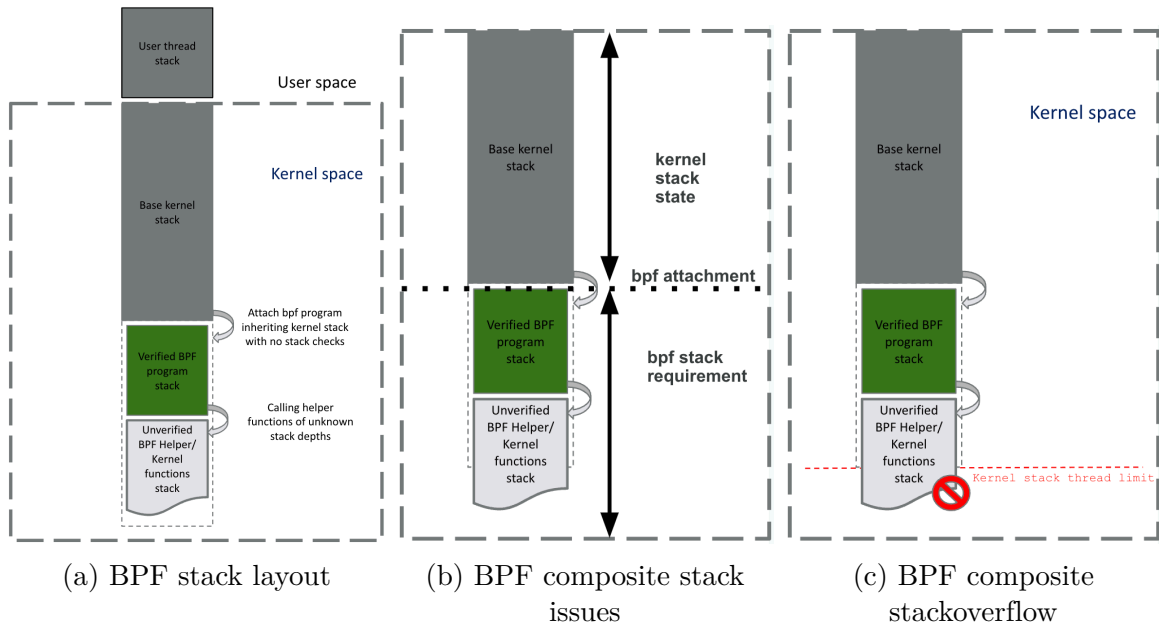 User thread
stack
User space
Kernel space
Base kernel
stack
Attach bpf program
inheriting kernel stack
with no stack checks
Verified BPF
program
stack
Calling helper
functions of unknown
stack depths
Unverified
BPF Helper/
Kernel
functions
stack
(a) BPF stack layout
Base kernel
stack
kernel
stack
state
bpf attachment
Verified BPF
program
stack
bpf stack
requirement
Unverified
BPF Helper/
Kernel
functions
stack
(b) BPF composite stack
issues
Kernel space
Base kernel
stack
Verified BPF
program
stack
Unverified
BPF Helper/
Kernel
functions
stack
Kernel stack thread limit
(c) BPF composite
stackoverflow